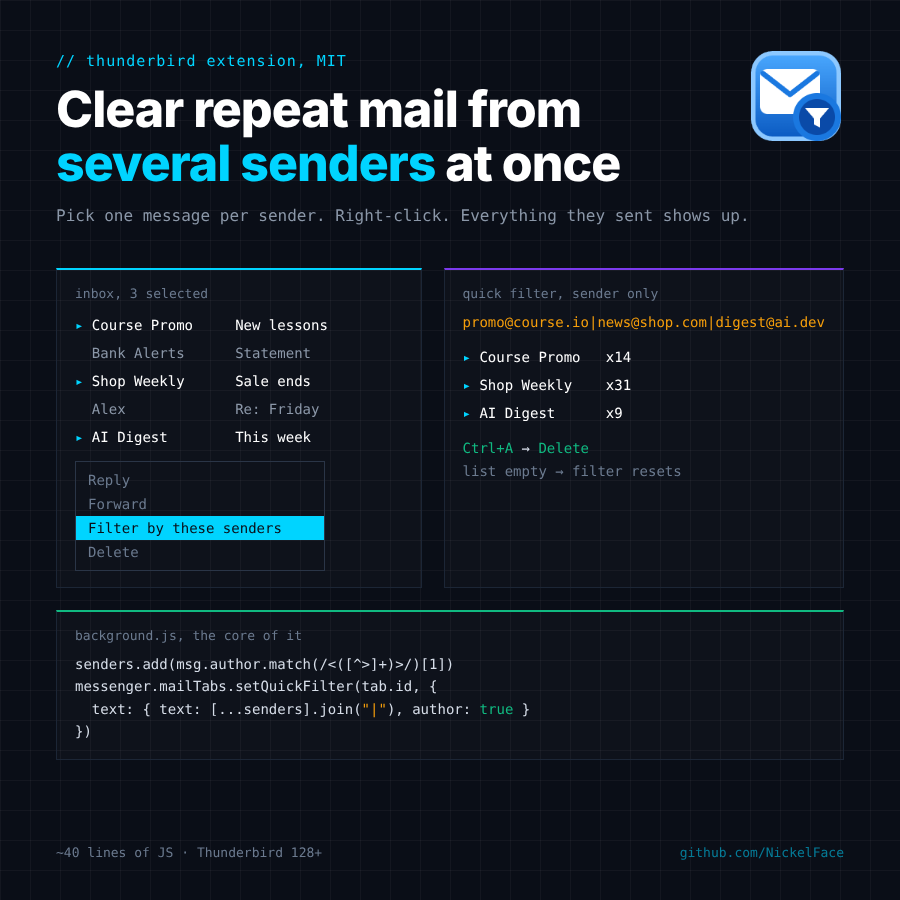 // thunderbird extension, MIT
Clear repeat mail from
several senders at once
Pick one message per sender. Right-click. Everything they sent shows up.
inbox, 3 selected
▸ Course Promo New lessons
Bank Alerts Statement
▸ Shop Weekly Sale ends
Alex Re: Friday
▸ AI Digest This week
Reply
Forward
Filter by these senders
Delete
quick filter, sender only
promo@course.io|news@shop.com|digest@ai.dev
▸ Course Promo x14
▸ Shop Weekly x31
▸ AI Digest x9
Ctrl+A → Delete
list empty → filter resets
background.js, the core of it
senders.add(msg.author.match(/<([^>]+)>/)[1])
messenger.mailTabs.setQuickFilter(tab.id, {
  text: { text: [...senders].join("|"), author: true }
})
~40 lines of JS · Thunderbird 128+
github.com/NickelFace